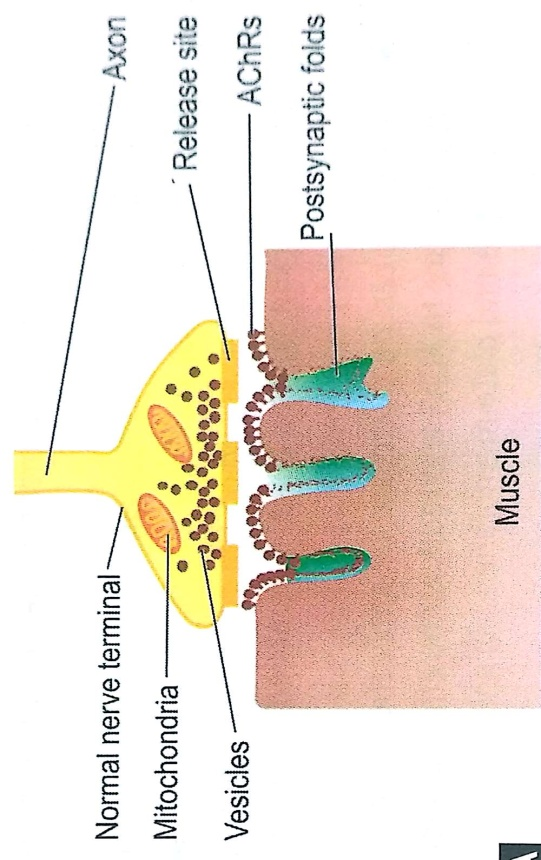 Normal nerve terminal
Mitochondria
Vesicles
Axon
Release site
AChRs
Postsynaptic folds
Muscle
A